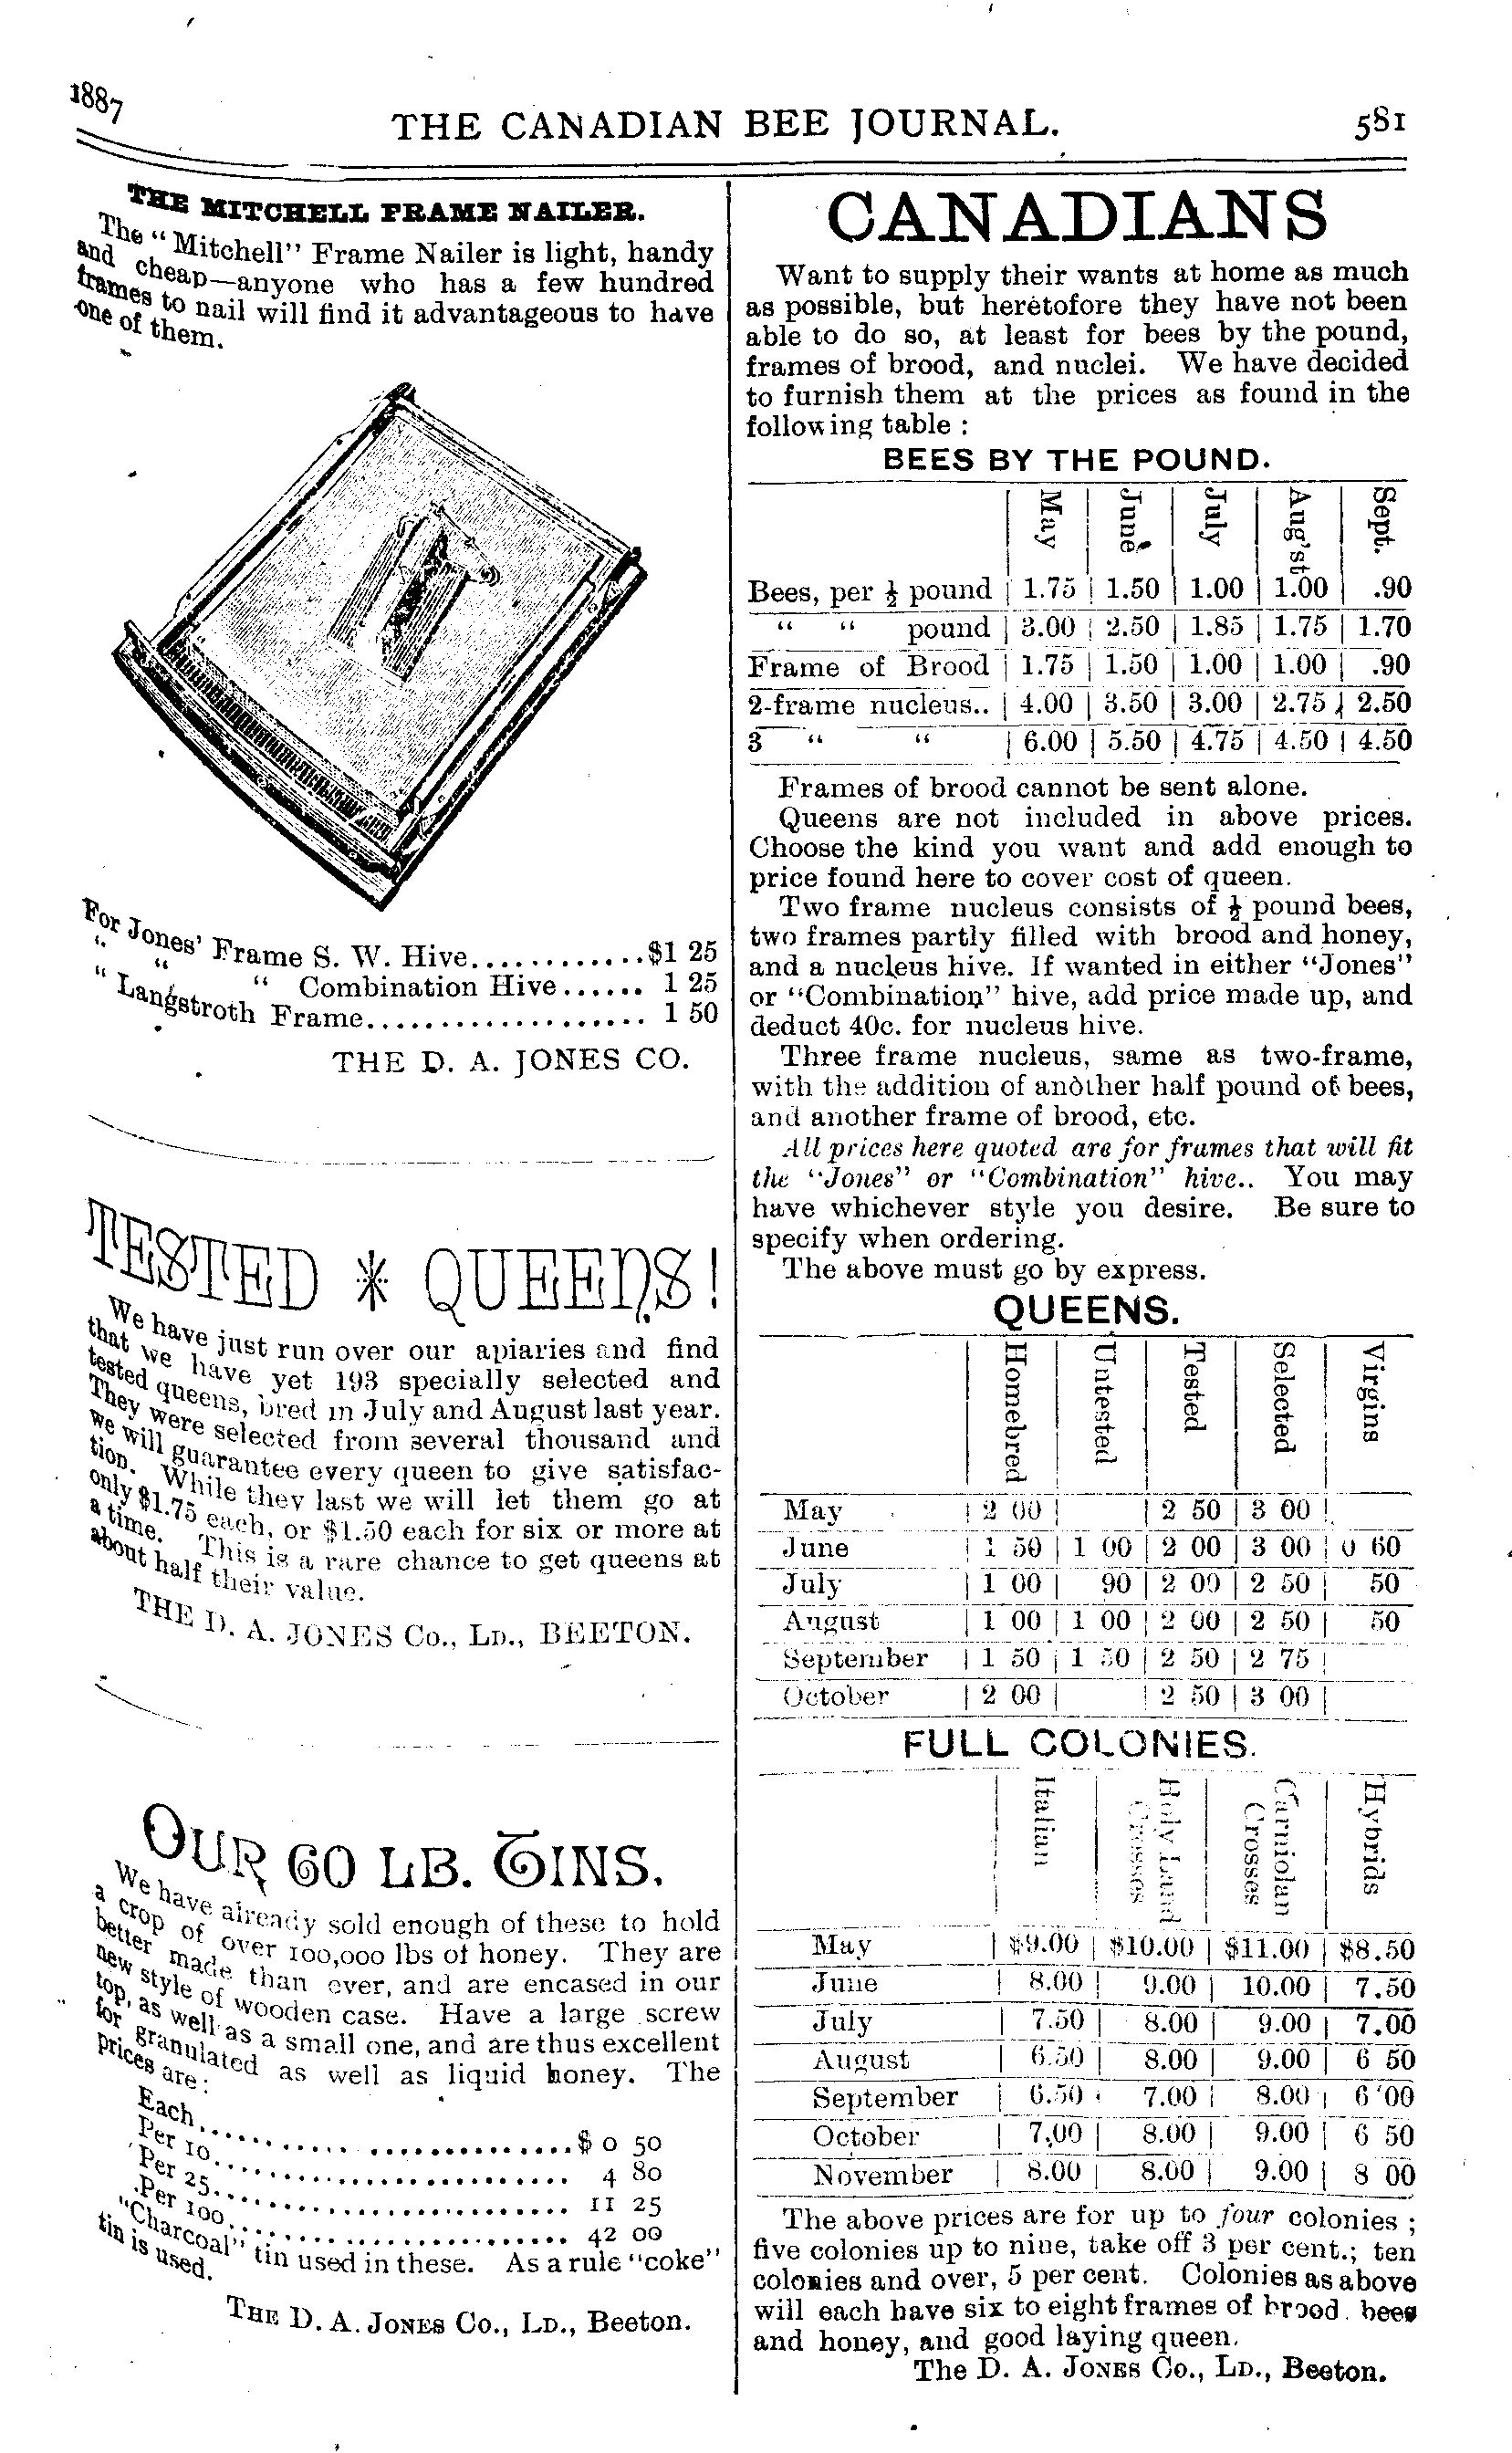 1887
THE CANADIAN BEE JOURNAL.
581
THE MITCHELL FRAME NAILER.
The "Mitchell" Frame Nailer is light, handy
and cheap—anyone who has a few hundred
frames to nail will find it advantageous to have
one of them.
For Jones' Frame S. W. Hive............$1 25
" " " Combination Hive...... 1 25
" Langstroth Frame................... 1 50
THE D. A. JONES CO.
TESTED * QUEENS!
We have just run over our apiaries and find
that we have yet 193 specially selected and
tested queens, bred in July and August last year.
They were selected from several thousand and
we will guarantee every queen to give satisfac-
tion. While they last we will let them go at
only $1.75 each, or $1.50 each for six or more at
a time. This is a rare chance to get queens at
about half their value.
THE D. A. JONES Co., LD., BEETON.
OUR 60 LB. TINS.
We have already sold enough of these to hold
a crop of over 100,000 lbs of honey. They are
better made than ever, and are encased in our
new style of wooden case. Have a large screw
top, as well as a small one, and are thus excellent
for granulated as well as liquid honey. The
prices are:
Each..........................$ 0 50
Per 10.......................... 4 80
Per 25.......................... 11 25
Per 100......................... 42 00
"Charcoal" tin used in these. As a rule "coke"
tin is used.
THE D. A. JONES Co., LD., Beeton.
CANADIANS
Want to supply their wants at home as much
as possible, but heretofore they have not been
able to do so, at least for bees by the pound,
frames of brood, and nuclei. We have decided
to furnish them at the prices as found in the
following table :
BEES BY THE POUND.
May | June | July | Aug'st | Sept.
Bees, per ½ pound | 1.75 | 1.50 | 1.00 | 1.00 | .90
" " pound | 3.00 | 2.50 | 1.85 | 1.75 | 1.70
Frame of Brood | 1.75 | 1.50 | 1.00 | 1.00 | .90
2-frame nucleus.. | 4.00 | 3.50 | 3.00 | 2.75 | 2.50
3 " " | 6.00 | 5.50 | 4.75 | 4.50 | 4.50
Frames of brood cannot be sent alone.
Queens are not included in above prices.
Choose the kind you want and add enough to
price found here to cover cost of queen.
Two frame nucleus consists of ½ pound bees,
two frames partly filled with brood and honey,
and a nucleus hive. If wanted in either "Jones"
or "Combination" hive, add price made up, and
deduct 40c. for nucleus hive.
Three frame nucleus, same as two-frame,
with the addition of another half pound of bees,
and another frame of brood, etc.
All prices here quoted are for frames that will fit
the "Jones" or "Combination" hive.. You may
have whichever style you desire. Be sure to
specify when ordering.
The above must go by express.
QUEENS.
Homebred | Untested | Tested | Selected | Virgins
May | 2 00 | | 2 50 | 3 00 |
June | 1 50 | 1 00 | 2 00 | 3 00 | 0 60
July | 1 00 | 90 | 2 00 | 2 50 | 50
August | 1 00 | 1 00 | 2 00 | 2 50 | 50
September | 1 50 | 1 50 | 2 50 | 2 75 |
October | 2 00 | | 2 50 | 3 00 |
FULL COLONIES.
Italian | Holy Land Crosses | Carniolan Crosses | Hybrids
May | $9.00 | $10.00 | $11.00 | $8.50
June | 8.00 | 9.00 | 10.00 | 7.50
July | 7.50 | 8.00 | 9.00 | 7.00
August | 6.50 | 8.00 | 9.00 | 6 50
September | 6.50 | 7.00 | 8.00 | 6 00
October | 7.00 | 8.00 | 9.00 | 6 50
November | 8.00 | 8.00 | 9.00 | 8 00
The above prices are for up to four colonies ;
five colonies up to nine, take off 3 per cent.; ten
colonies and over, 5 per cent. Colonies as above
will each have six to eight frames of brood bees
and honey, and good laying queen.
The D. A. JONES Co., LD., Beeton.